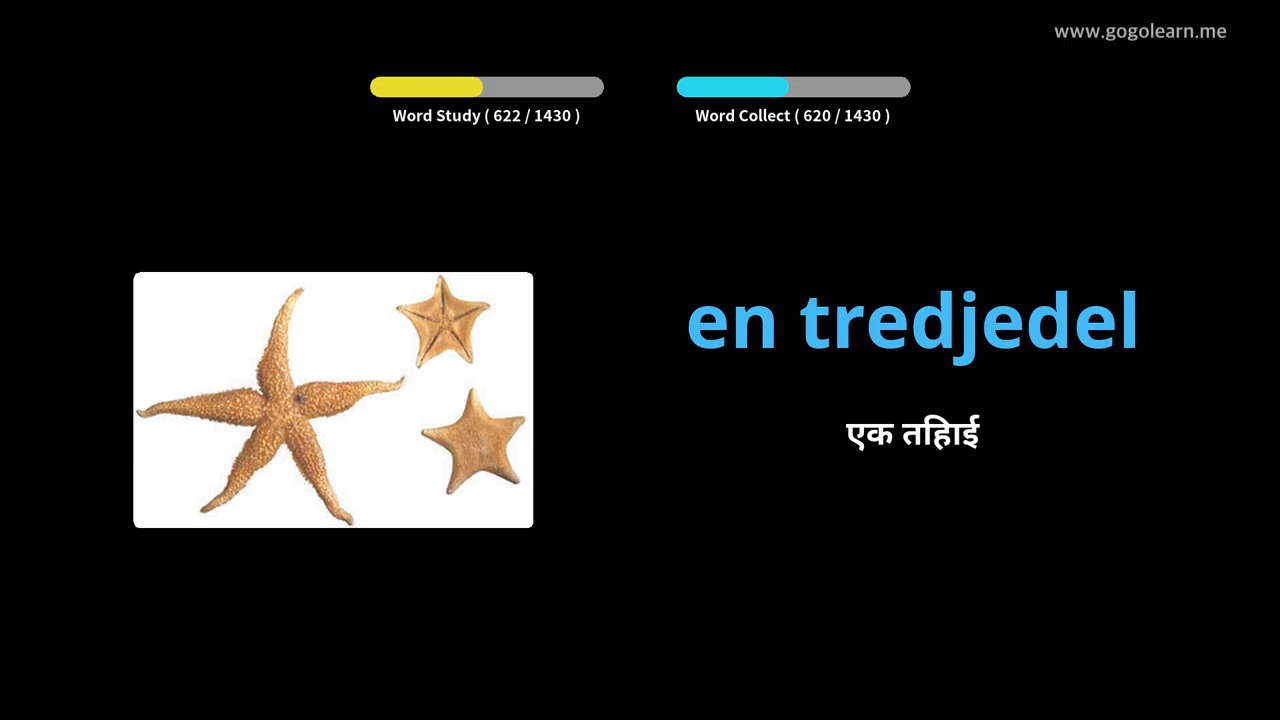 www.gogolearn.me
Word Study ( 622 / 1430 )
Word Collect ( 620 / 1430 )
en tredjedel
एक तिहाई